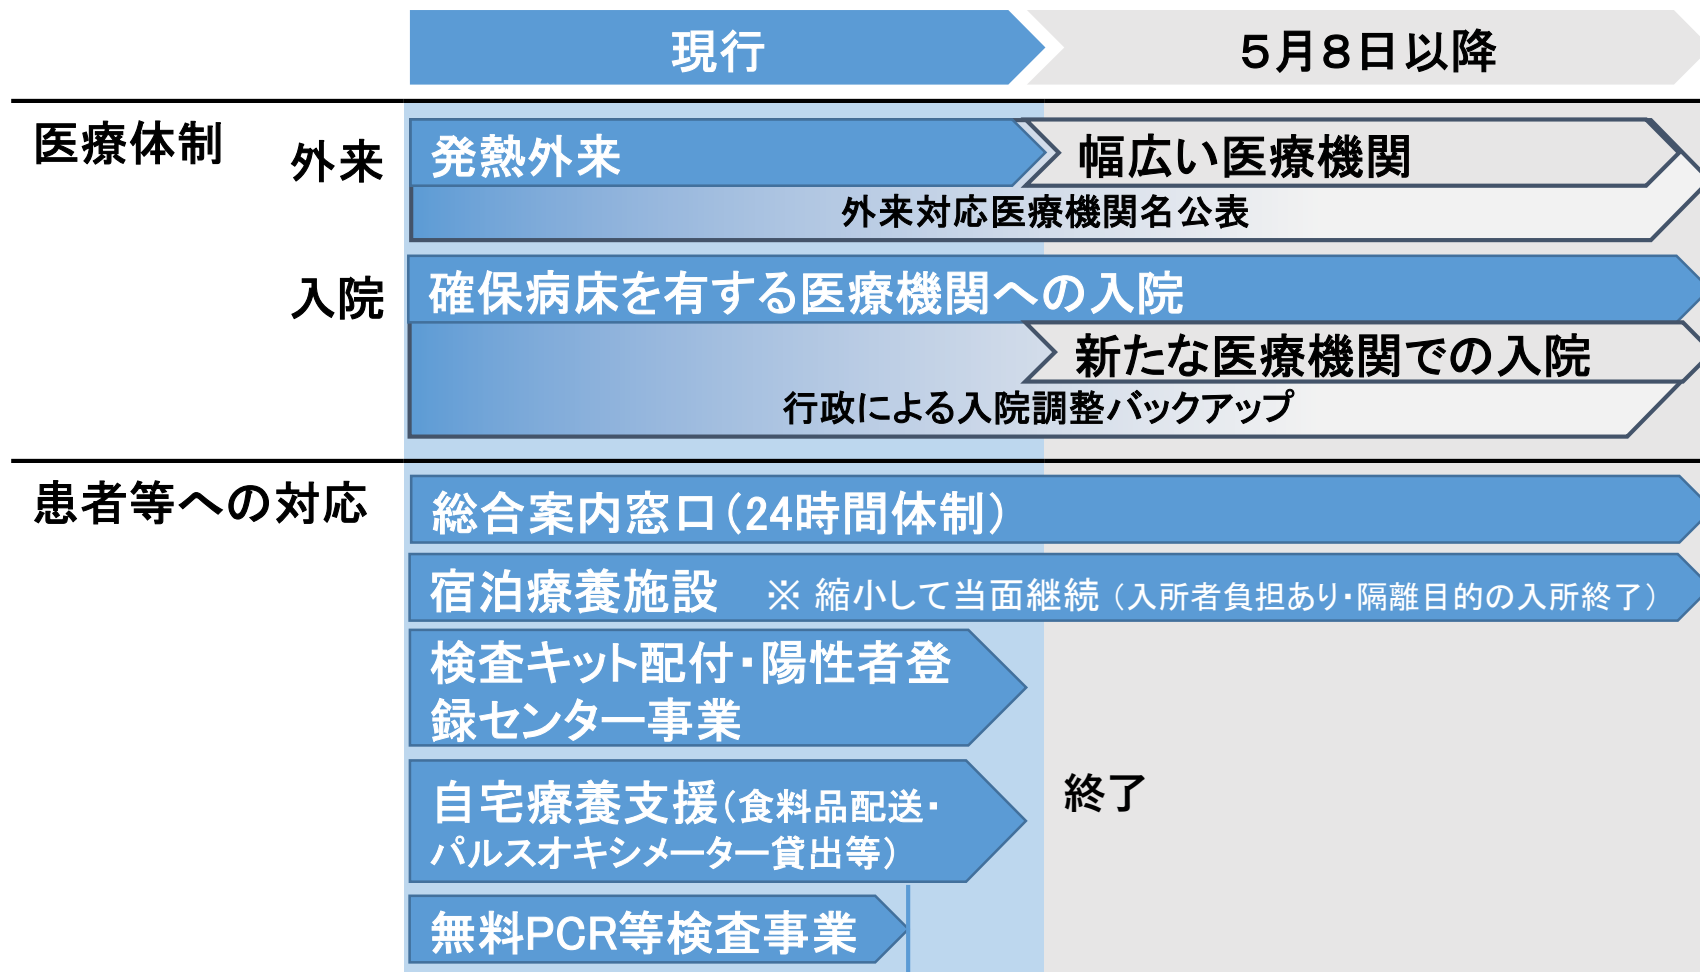 現行
５月８日以降
医療体制
外来
発熱外来
幅広い医療機関
外来対応医療機関名公表
入院
確保病床を有する医療機関への入院
新たな医療機関での入院
行政による入院調整バックアップ
患者等への対応
総合案内窓口（24時間体制）
宿泊療養施設　※ 縮小して当面継続（入所者負担あり・隔離目的の入所終了）
検査キット配付・陽性者登
録センター事業
自宅療養支援（食料品配送・
パルスオキシメーター貸出等）
終了
無料PCR等検査事業